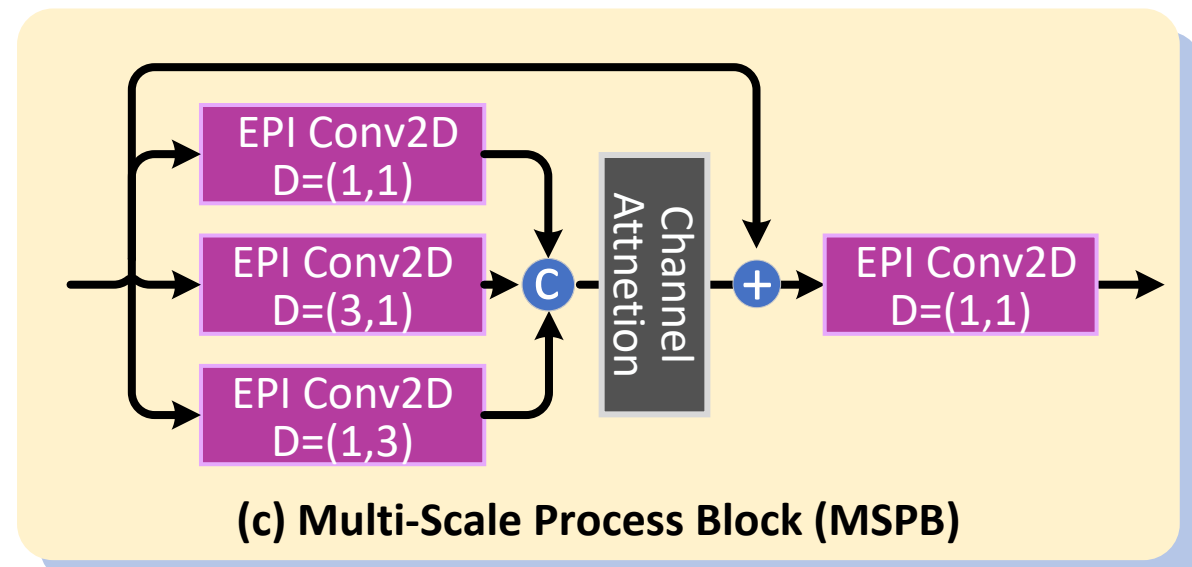 EPI Conv2D
D=(1,1)
EPI Conv2D
D=(3,1)
EPI Conv2D
D=(1,3)
C
Channel
Attnetion
+
EPI Conv2D
D=(1,1)
(c) Multi-Scale Process Block (MSPB)